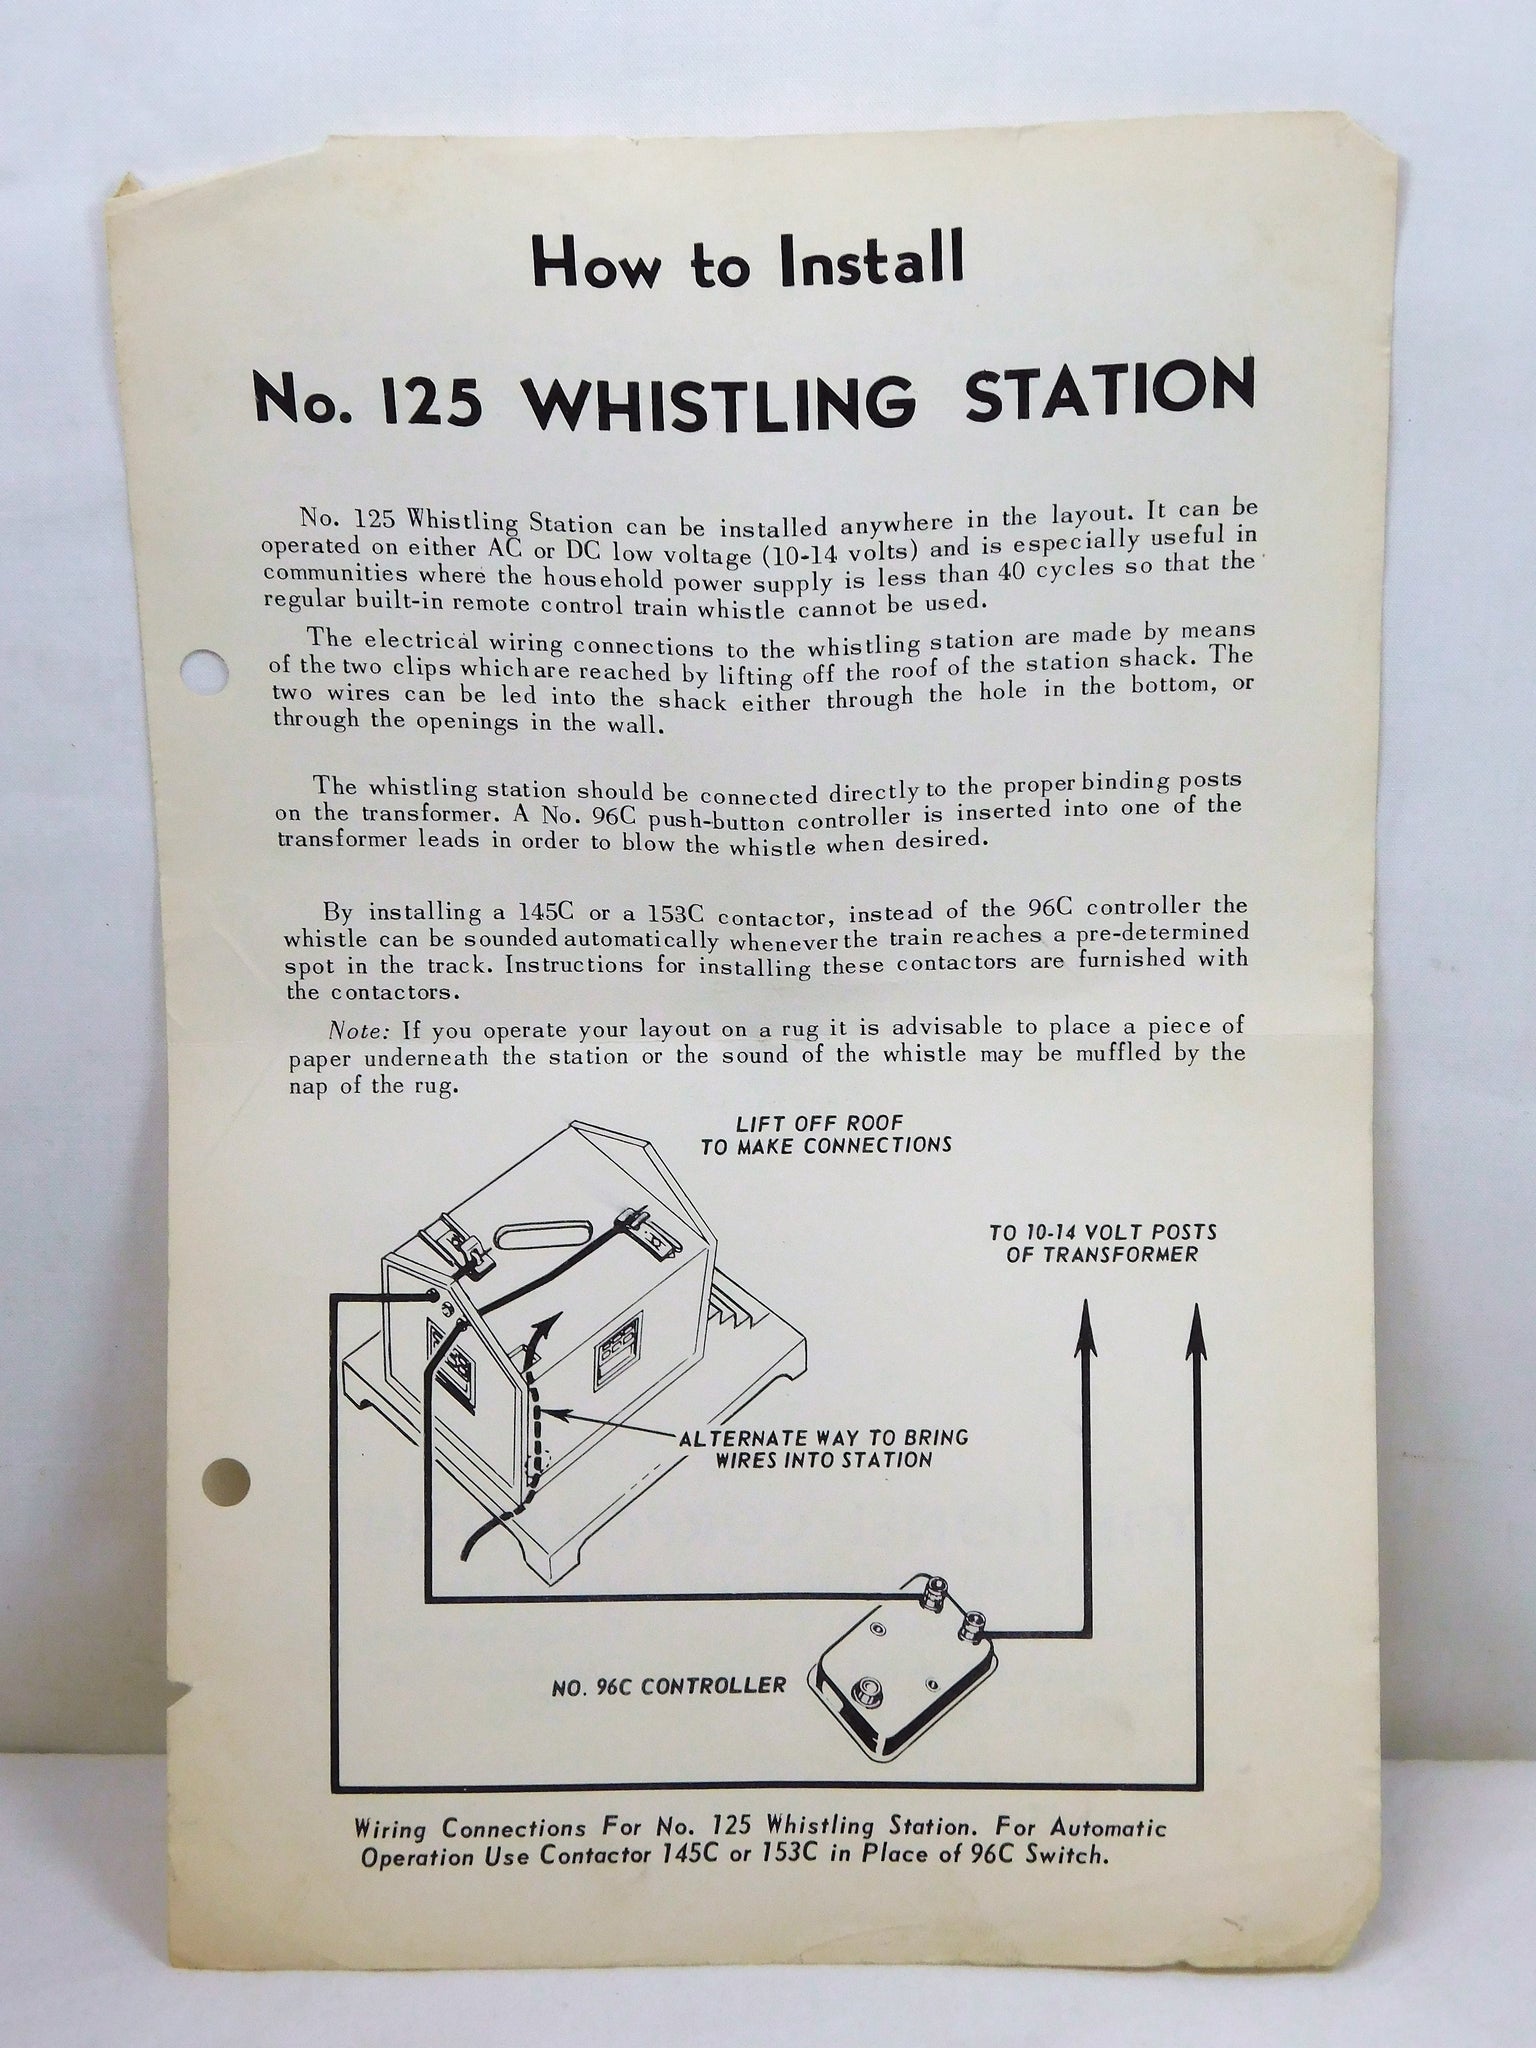 How to Install
No. 125 WHISTLING STATION
No. 125 Whistling Station can be installed anywhere in the layout. It can be
operated on either AC or DC low voltage (10-14 volts) and is especially useful in
communities where the household power supply is less than 40 cycles so that the
regular built-in remote control train whistle cannot be used.
The electrical wiring connections to the whistling station are made by means
of the two clips which are reached by lifting off the roof of the station shack. The
two wires can be led into the shack either through the hole in the bottom, or
through the openings in the wall.
The whistling station should be connected directly to the proper binding posts
on the transformer. A No. 96C push-button controller is inserted into one of the
transformer leads in order to blow the whistle when desired.
By installing a 145C or a 153C contactor, instead of the 96C controller the
whistle can be sounded automatically whenever the train reaches a pre-determined
spot in the track. Instructions for installing these contactors are furnished with
the contactors.
Note: If you operate your layout on a rug it is advisable to place a piece of
paper underneath the station or the sound of the whistle may be muffled by the
nap of the rug.
LIFT OFF ROOF
TO MAKE CONNECTIONS
TO 10-14 VOLT POSTS
OF TRANSFORMER
ALTERNATE WAY TO BRING
WIRES INTO STATION
NO. 96C CONTROLLER
Wiring Connections For No. 125 Whistling Station. For Automatic
Operation Use Contactor 145C or 153C in Place of 96C Switch.